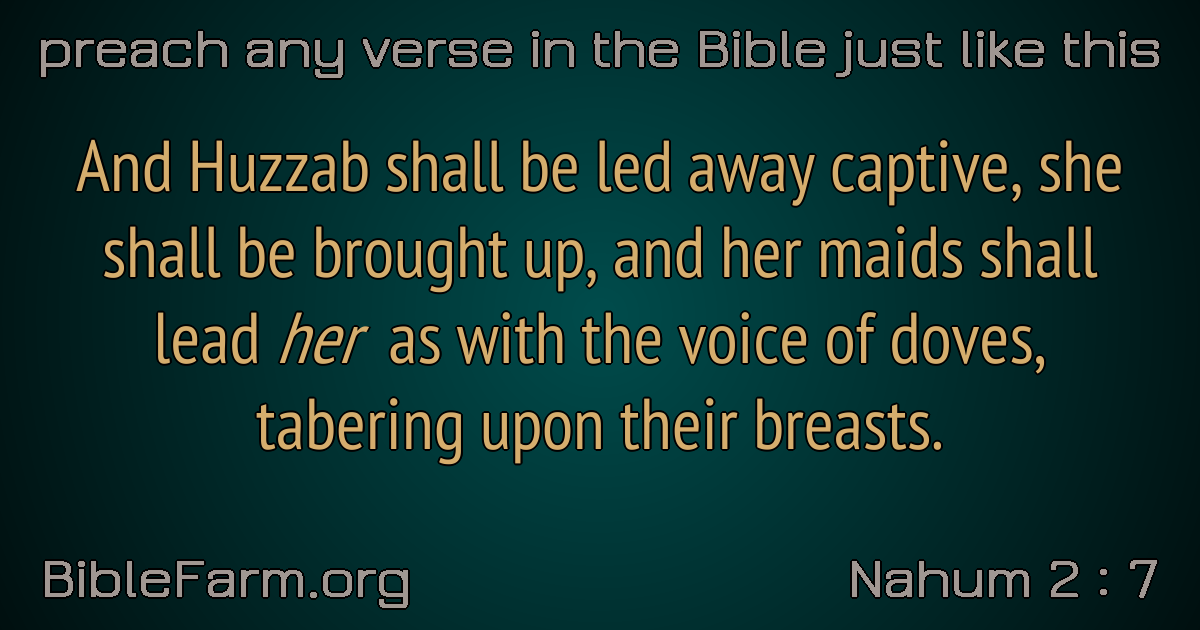 preach any verse in the Bible just like this
And Huzzab shall be led away captive, she
shall be brought up, and her maids shall
lead her as with the voice of doves,
tabering upon their breasts.
BibleFarm.org
Nahum 2 : 7